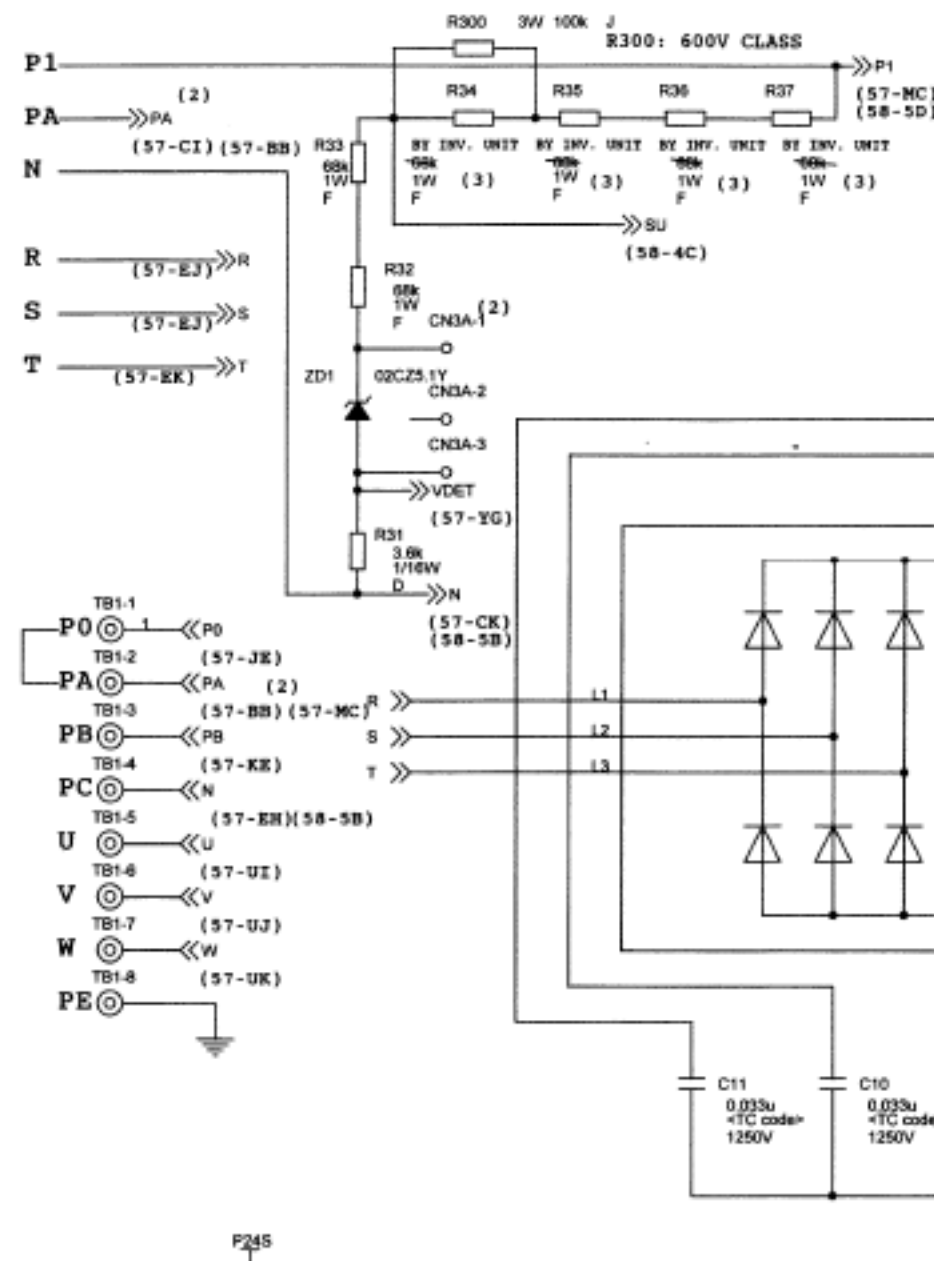 R300 3W 100k J
R300: 600V CLASS
P1
P1
(57-MC)
(58-5D)
(2)
PA
PA
(57-CI)(57-BB)
R34
R35
R36
R37
R33
68k
1W
F
BY INV. UNIT
68k
1W
F
(3)
BY INV. UNIT
68k
1W
F
(3)
BY INV. UNIT
68k
1W
F
(3)
BY INV. UNIT
68k
1W
F
(3)
N
SU
(58-4C)
R
(57-EJ)
R
S
(57-EJ)
S
T
(57-EK)
T
R32
68k
1W
F
(2)
CN3A-1
ZD1
02CZ5.1Y
CN3A-2
CN3A-3
VDET
(57-YG)
R31
3.6k
1/16W
D
N
(57-CK)
(58-5B)
TB1-1
P0
1
P0
(57-JE)
TB1-2
PA
PA
(2)
(57-BB)(57-MC)
TB1-3
PB
PB
(57-KE)
TB1-4
PC
N
(57-EH)(58-5B)
TB1-5
U
U
(57-UI)
TB1-6
V
V
(57-UJ)
TB1-7
W
W
(57-UK)
TB1-8
PE
R
L1
S
L2
T
L3
C11
0.033u
<TC code>
1250V
C10
0.033u
<TC code
1250V
P24S